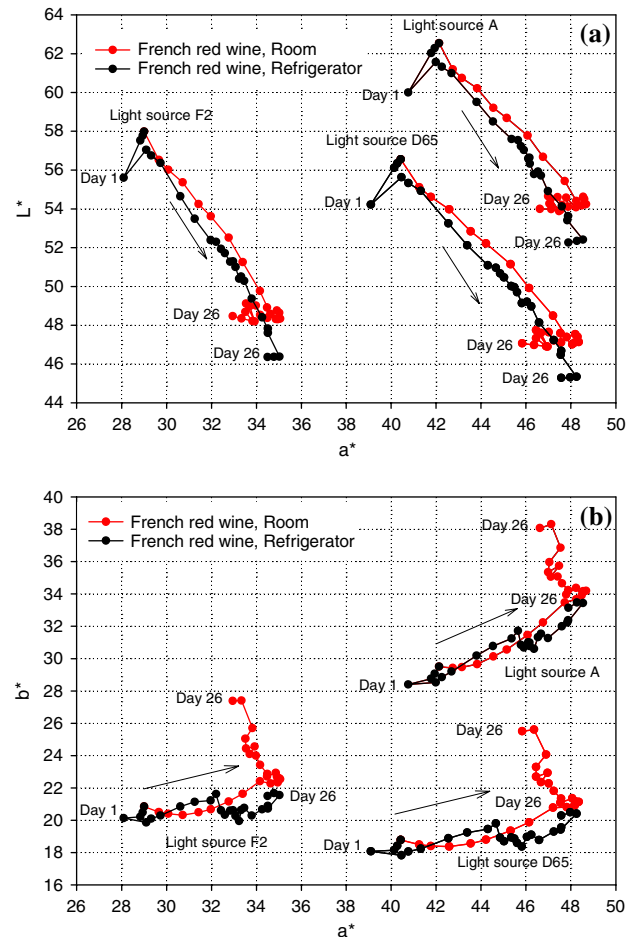 64
62
60
58
56
54
52
50
48
46
44
L*
(a)
French red wine, Room
French red wine, Refrigerator
Light source A
Day 1
Light source F2
Day 1
Light source D65
Day 1
Day 26
Day 26
Day 26
Day 26
Day 26
Day 26
26 28 30 32 34 36 38 40 42 44 46 48 50
a*
40
38
36
34
32
30
28
26
24
22
20
18
16
b*
(b)
French red wine, Room
French red wine, Refrigerator
Day 26
Day 26
Day 1
Light source A
Day 26
Day 26
Day 1
Light source F2
Day 26
Day 26
Day 1
Light source D65
26 28 30 32 34 36 38 40 42 44 46 48 50
a*